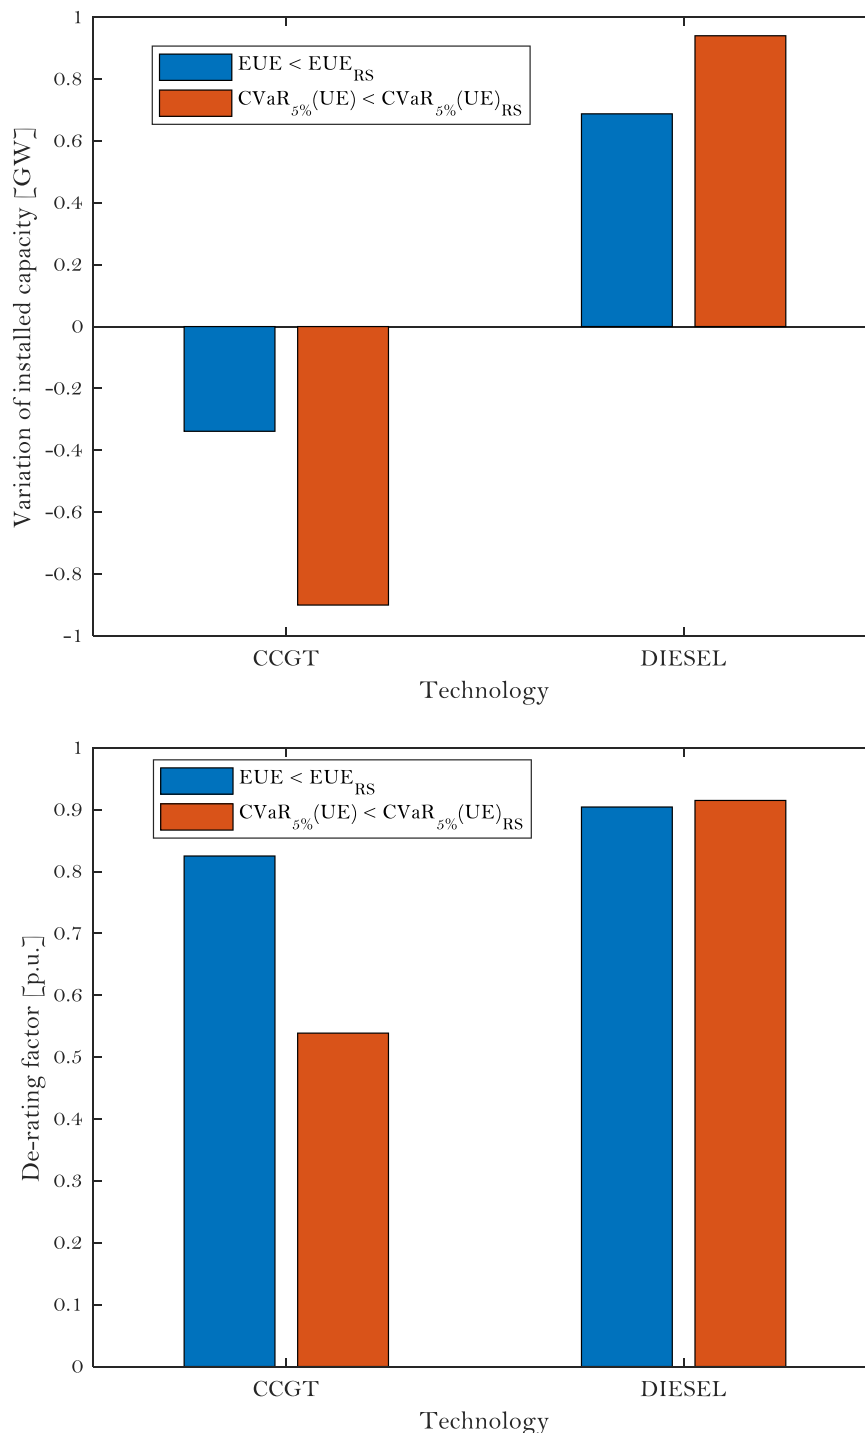 1
0.8
0.6
0.4
0.2
0
-0.2
-0.4
-0.6
-0.8
-1
Variation of installed capacity [GW]
EUE < EUE_RS
CVaR_5%(UE) < CVaR_5%(UE)_RS
CCGT
DIESEL
Technology
1
0.9
0.8
0.7
0.6
0.5
0.4
0.3
0.2
0.1
0
De-rating factor [p.u.]
EUE < EUE_RS
CVaR_5%(UE) < CVaR_5%(UE)_RS
CCGT
DIESEL
Technology